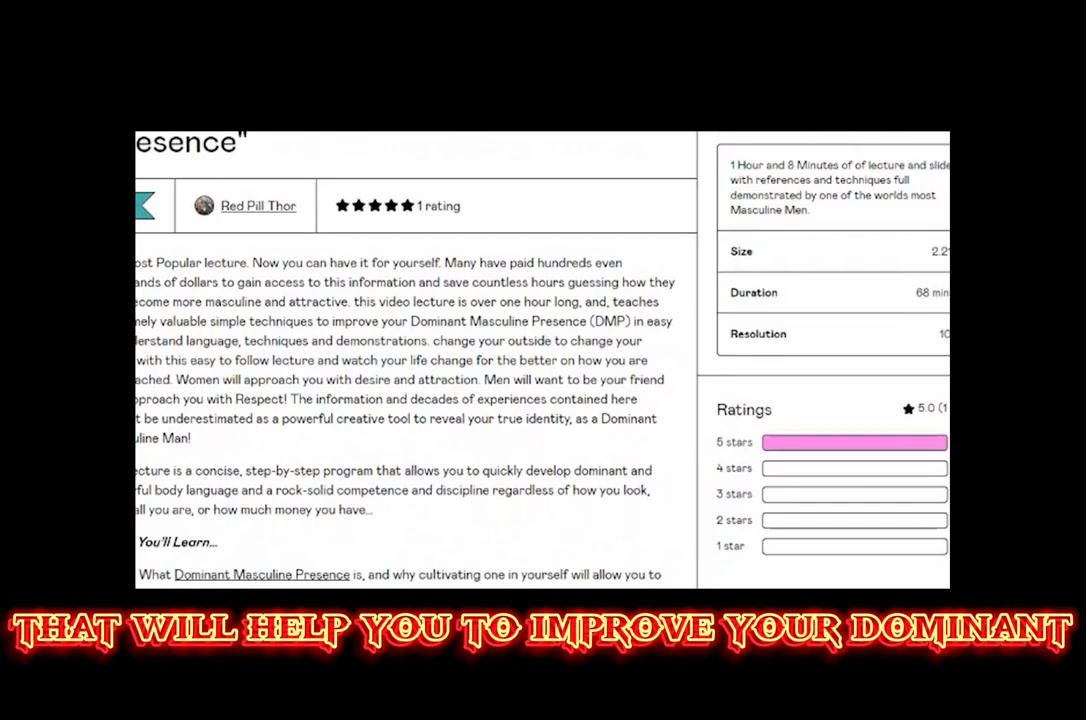 esence"
Red Pill Thor
1 rating
ost Popular lecture. Now you can have it for yourself. Many have paid hundreds even
ands of dollars to gain access to this information and save countless hours guessing how they
ecome more masculine and attractive. this video lecture is over one hour long, and, teaches
nely valuable simple techniques to improve your Dominant Masculine Presence (DMP) in easy
lerstand language, techniques and demonstrations. change your outside to change your
with this easy to follow lecture and watch your life change for the better on how you are
ached. Women will approach you with desire and attraction. Men will want to be your friend
pproach you with Respect! The information and decades of experiences contained here
t be underestimated as a powerful creative tool to reveal your true identity, as a Dominant
uline Man!
ecture is a concise, step-by-step program that allows you to quickly develop dominant and
rful body language and a rock-solid competence and discipline regardless of how you look,
all you are, or how much money you have...
You'll Learn...
What Dominant Masculine Presence is, and why cultivating one in yourself will allow you to
1 Hour and 8 Minutes of of lecture and slide
with references and techniques full
demonstrated by one of the worlds most
Masculine Men.
Size 2.2
Duration 68 min
Resolution 10
Ratings 5.0 (1
5 stars
4 stars
3 stars
2 stars
1 star
THAT WILL HELP YOU TO IMPROVE YOUR DOMINANT